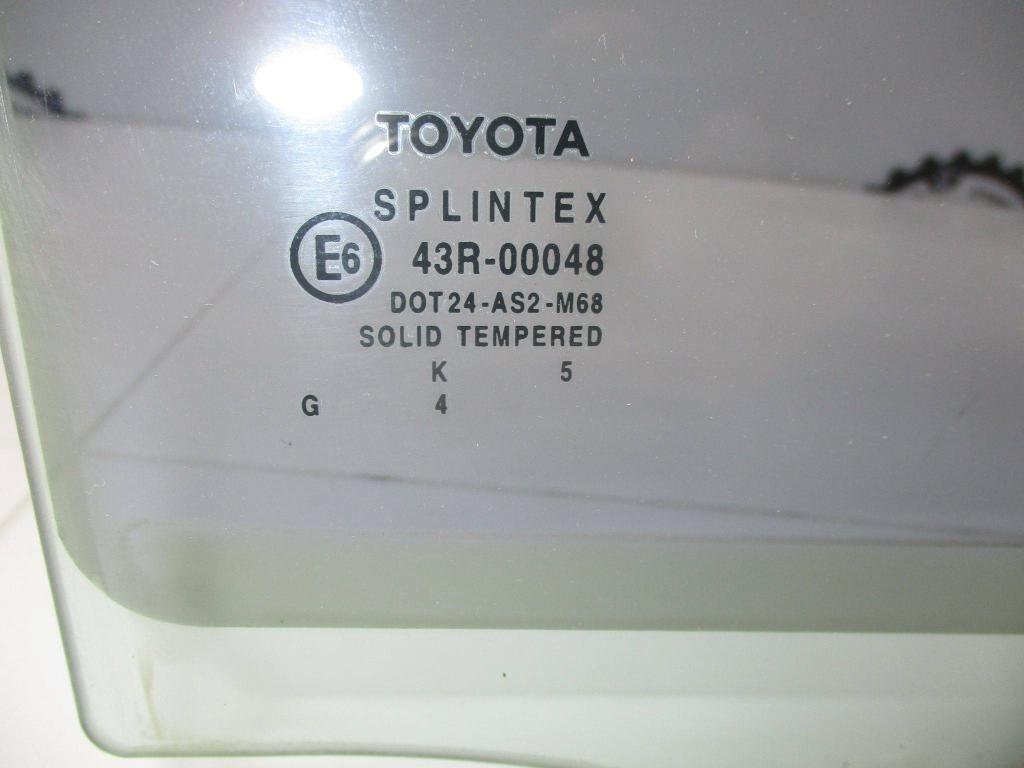 TOYOTA
SPLINTEX
E6 43R-00048
DOT24-AS2-M68
SOLID TEMPERED
K 5
G 4